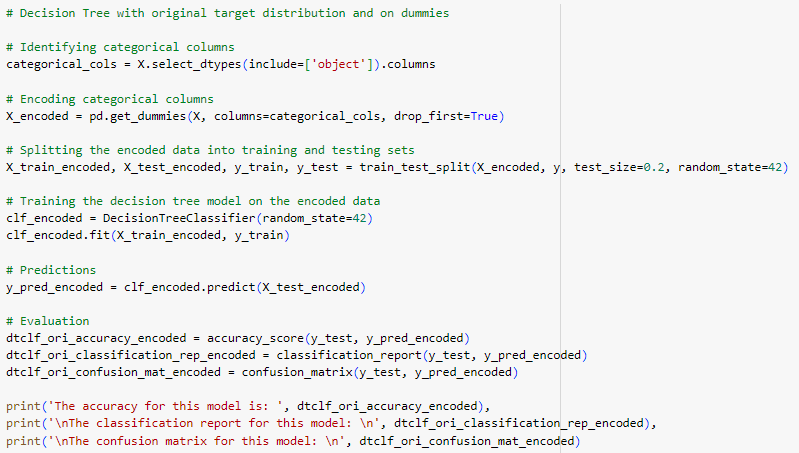 # Decision Tree with original target distribution and on dummies
# Identifying categorical columns
categorical_cols = X.select_dtypes(include=['object']).columns
# Encoding categorical columns
X_encoded = pd.get_dummies(X, columns=categorical_cols, drop_first=True)
# Splitting the encoded data into training and testing sets
X_train_encoded, X_test_encoded, y_train, y_test = train_test_split(X_encoded, y, test_size=0.2, random_state=42)
# Training the decision tree model on the encoded data
clf_encoded = DecisionTreeClassifier(random_state=42)
clf_encoded.fit(X_train_encoded, y_train)
# Predictions
y_pred_encoded = clf_encoded.predict(X_test_encoded)
# Evaluation
dtclf_ori_accuracy_encoded = accuracy_score(y_test, y_pred_encoded)
dtclf_ori_classification_rep_encoded = classification_report(y_test, y_pred_encoded)
dtclf_ori_confusion_mat_encoded = confusion_matrix(y_test, y_pred_encoded)
print('The accuracy for this model is: ', dtclf_ori_accuracy_encoded),
print('\nThe classification report for this model: \n', dtclf_ori_classification_rep_encoded),
print('\nThe confusion matrix for this model: \n', dtclf_ori_confusion_mat_encoded)